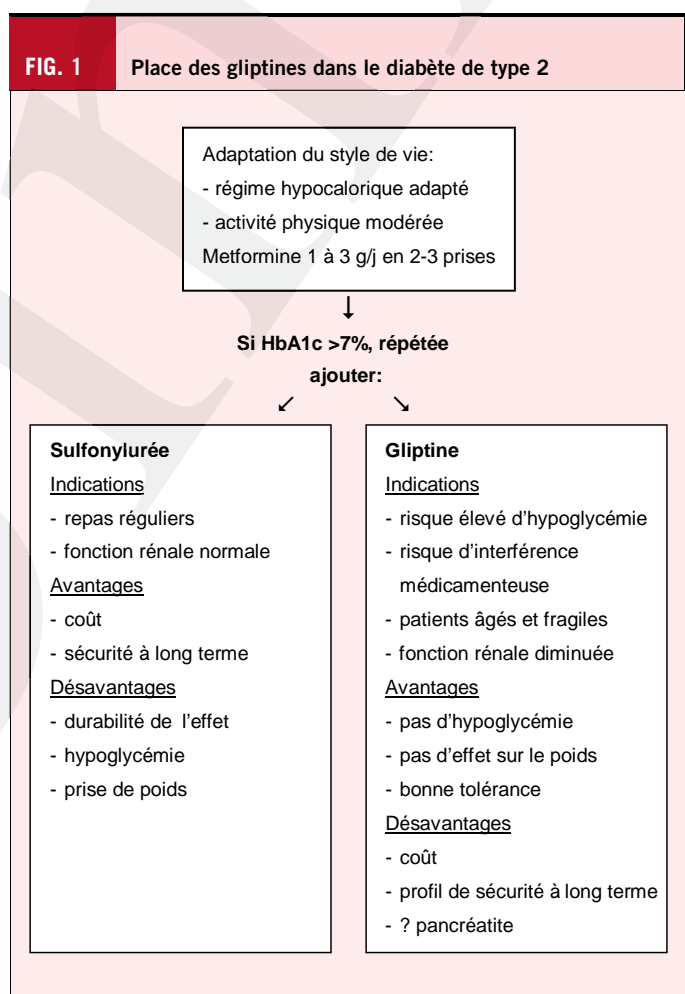 FIG. 1
Place des gliptines dans le diabète de type 2
Adaptation du style de vie:
- régime hypocalorique adapté
- activité physique modérée
Metformine 1 à 3 g/j en 2-3 prises
↓
Si HbA1c >7%, répétée
ajouter:
↙ ↘
Sulfonylurée
Indications
- repas réguliers
- fonction rénale normale
Avantages
- coût
- sécurité à long terme
Désavantages
- durabilité de l'effet
- hypoglycémie
- prise de poids
Gliptine
Indications
- risque élevé d'hypoglycémie
- risque d'interférence
médicamenteuse
- patients âgés et fragiles
- fonction rénale diminuée
Avantages
- pas d'hypoglycémie
- pas d'effet sur le poids
- bonne tolérance
Désavantages
- coût
- profil de sécurité à long terme
- ? pancréatite